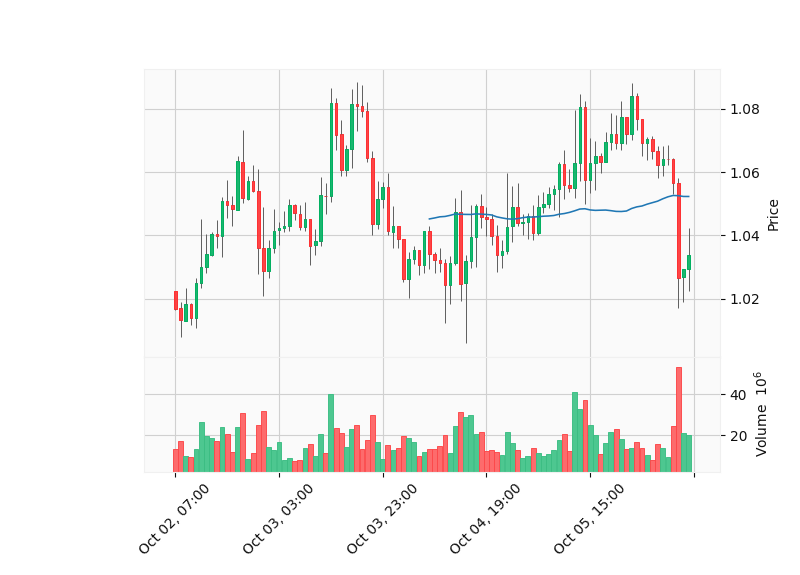 1.08
1.06
1.04
1.02
Price
40
20
Volume 10^6
Oct 02, 07:00
Oct 03, 03:00
Oct 03, 23:00
Oct 04, 19:00
Oct 05, 15:00